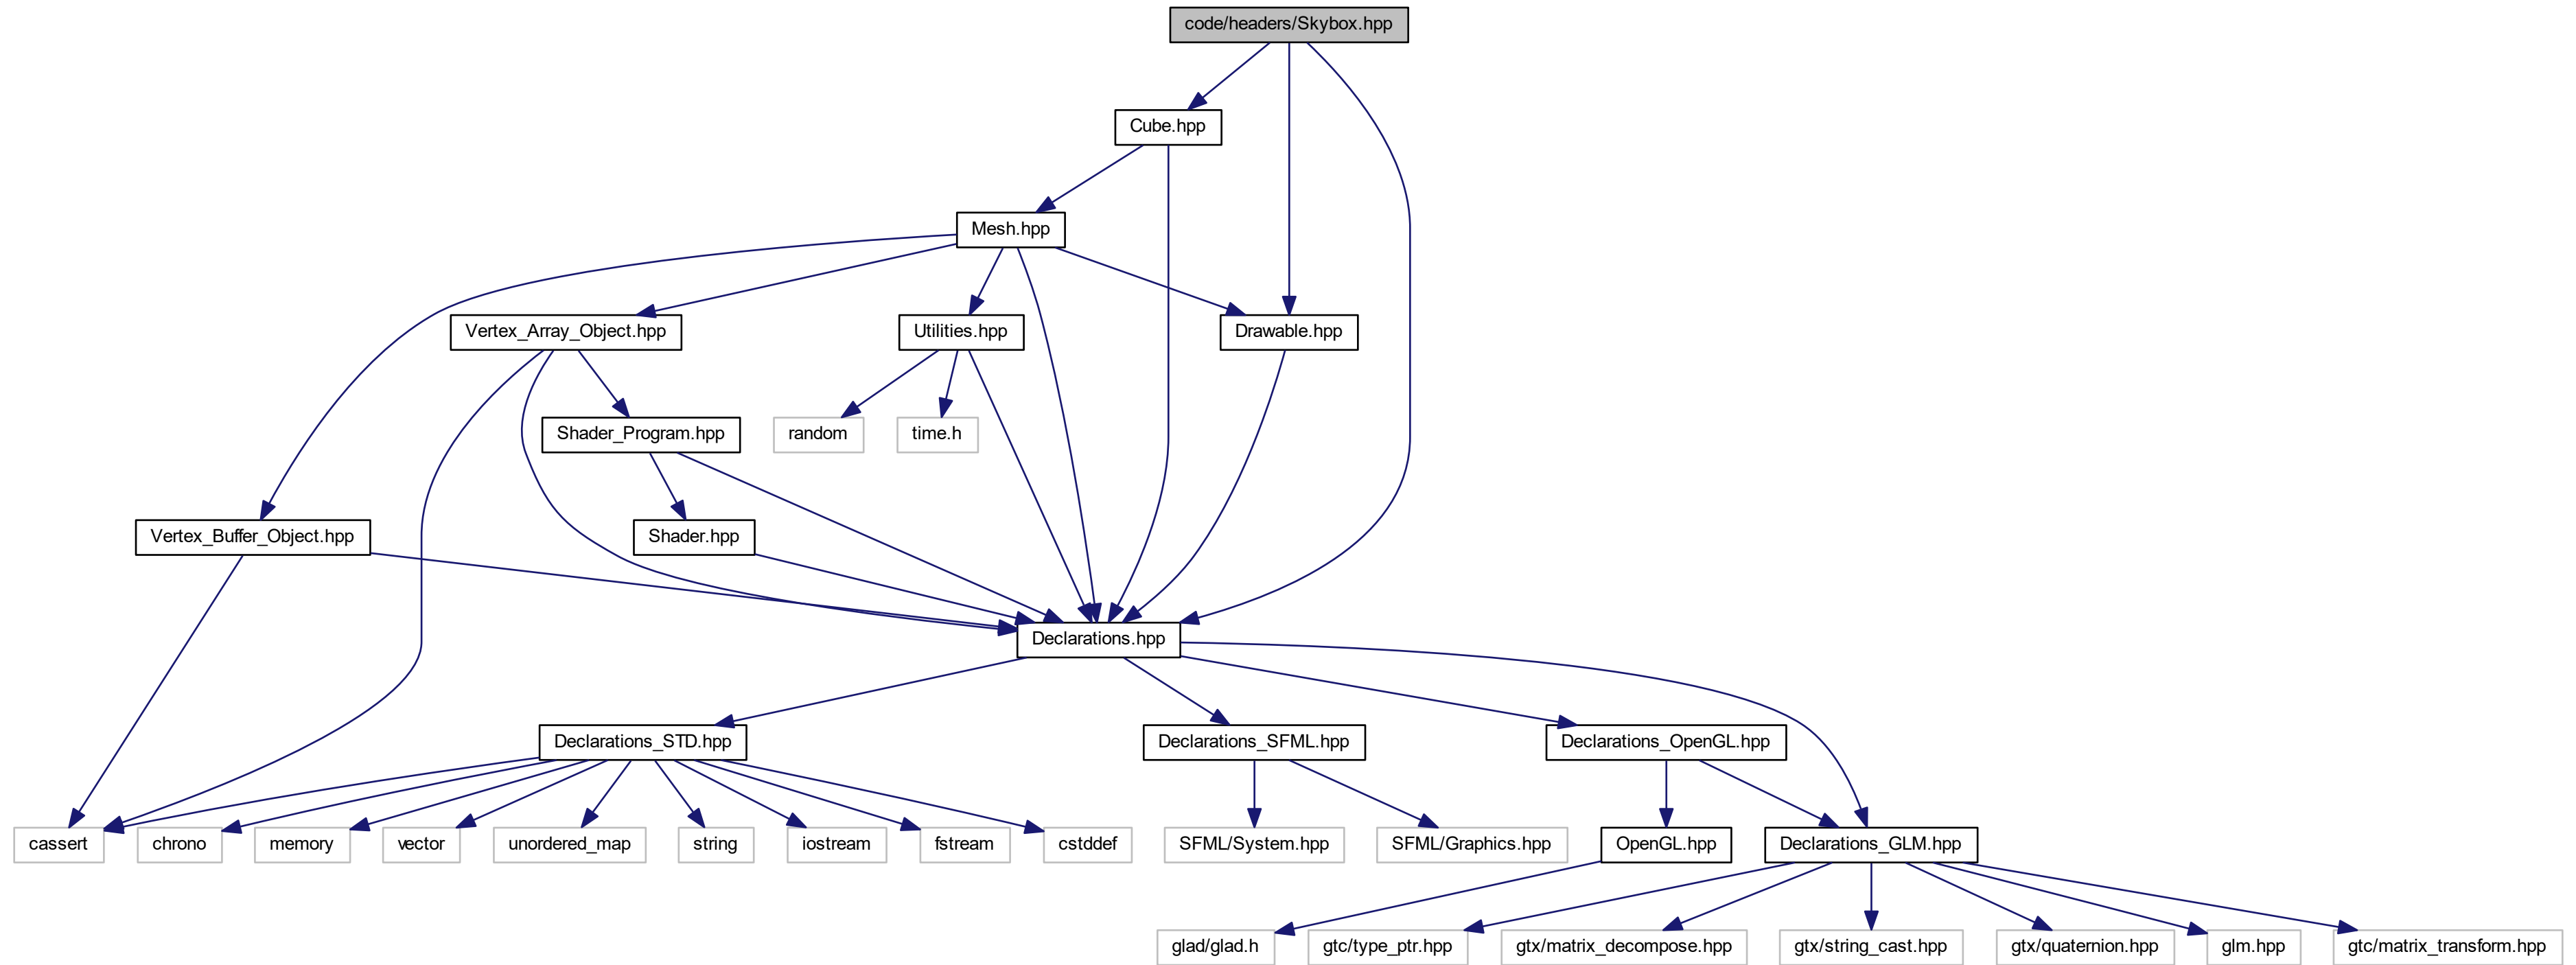 code/headers/Skybox.hpp
Cube.hpp
Mesh.hpp
Vertex_Array_Object.hpp
Utilities.hpp
Drawable.hpp
Shader_Program.hpp
random
time.h
Vertex_Buffer_Object.hpp
Shader.hpp
Declarations.hpp
Declarations_STD.hpp
Declarations_SFML.hpp
Declarations_OpenGL.hpp
cassert
chrono
memory
vector
unordered_map
string
iostream
fstream
cstddef
SFML/System.hpp
SFML/Graphics.hpp
OpenGL.hpp
Declarations_GLM.hpp
glad/glad.h
gtc/type_ptr.hpp
gtx/matrix_decompose.hpp
gtx/string_cast.hpp
gtx/quaternion.hpp
glm.hpp
gtc/matrix_transform.hpp